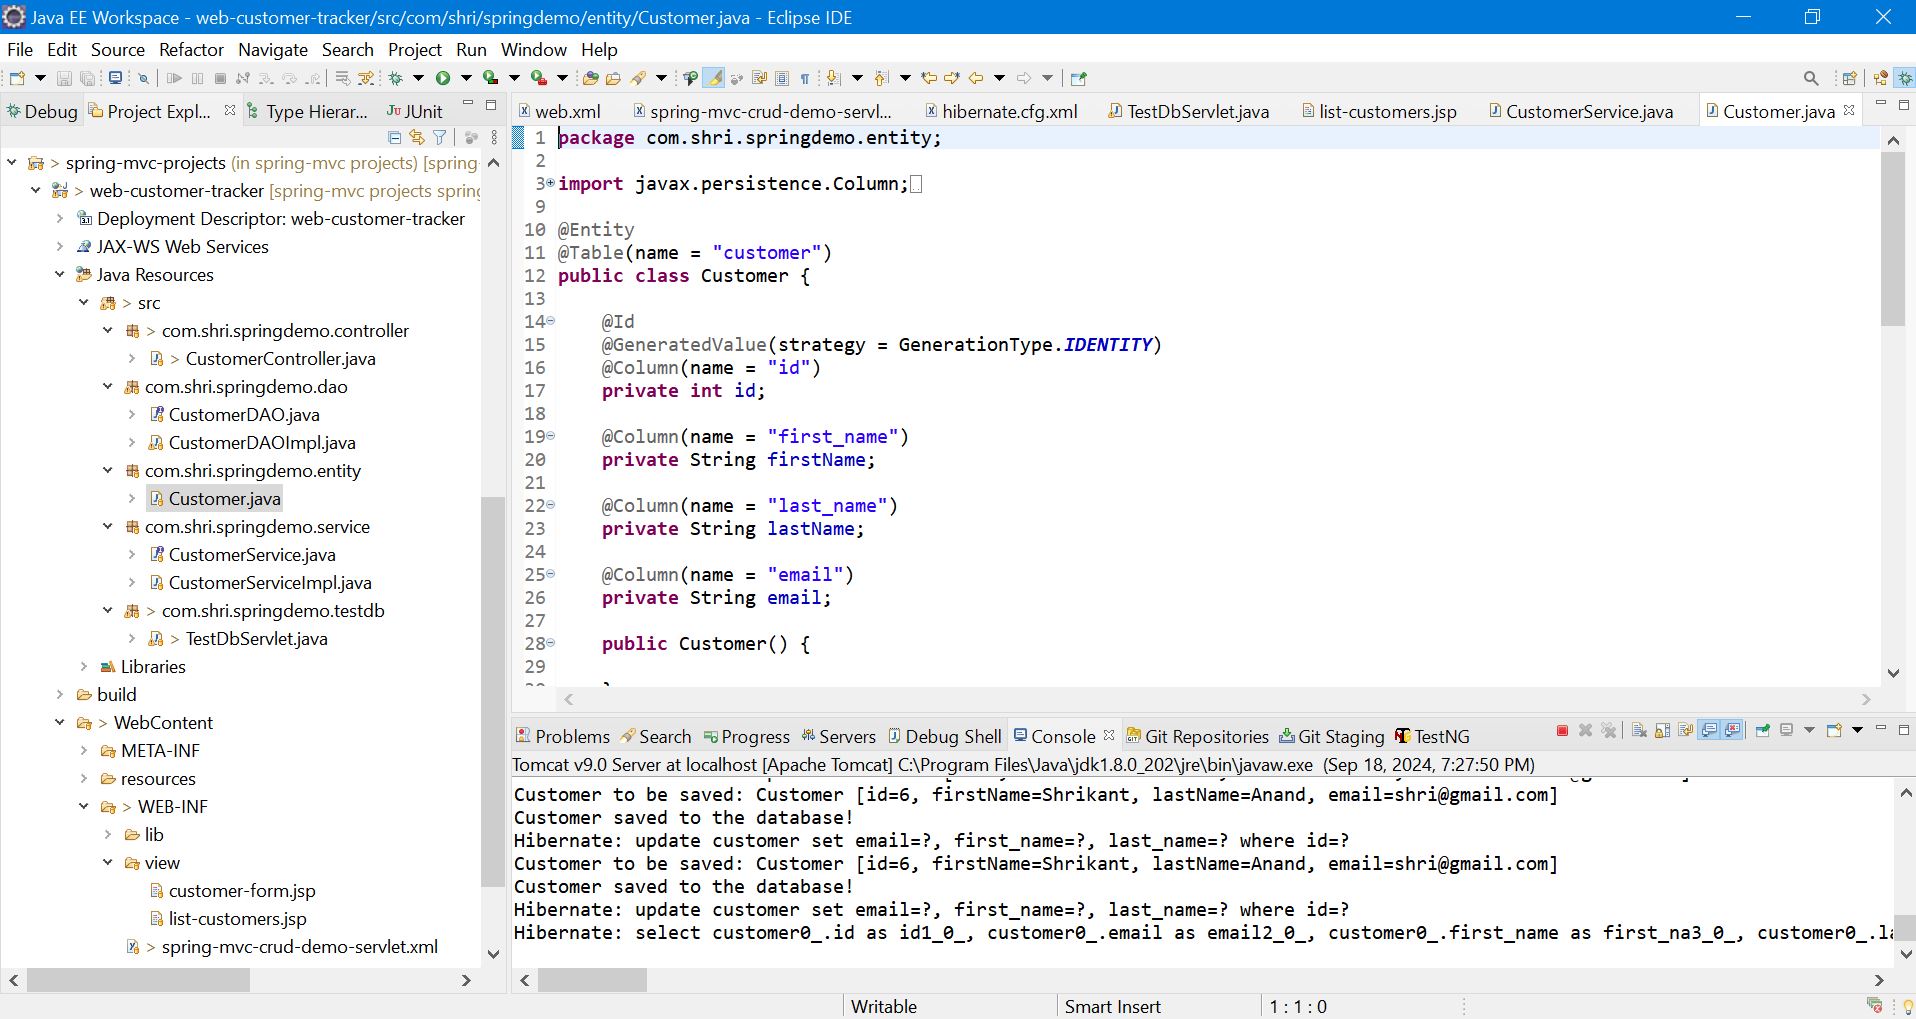 Java EE Workspace - web-customer-tracker/src/com/shri/springdemo/entity/Customer.java - Eclipse IDE
File Edit Source Refactor Navigate Search Project Run Window Help
Debug Project Expl... Type Hierar... JUnit
spring-mvc-projects (in spring-mvc projects) [spring-
> web-customer-tracker [spring-mvc projects spring
Deployment Descriptor: web-customer-tracker
JAX-WS Web Services
Java Resources
> src
> com.shri.springdemo.controller
> CustomerController.java
com.shri.springdemo.dao
CustomerDAO.java
CustomerDAOImpl.java
com.shri.springdemo.entity
Customer.java
com.shri.springdemo.service
CustomerService.java
CustomerServiceImpl.java
> com.shri.springdemo.testdb
> TestDbServlet.java
Libraries
build
> WebContent
META-INF
resources
> WEB-INF
lib
view
customer-form.jsp
list-customers.jsp
> spring-mvc-crud-demo-servlet.xml
web.xml spring-mvc-crud-demo-servl... hibernate.cfg.xml TestDbServlet.java list-customers.jsp CustomerService.java Customer.java
1 package com.shri.springdemo.entity;
2
3 import javax.persistence.Column;
9
10 @Entity
11 @Table(name = "customer")
12 public class Customer {
13
14 @Id
15 @GeneratedValue(strategy = GenerationType.IDENTITY)
16 @Column(name = "id")
17 private int id;
18
19 @Column(name = "first_name")
20 private String firstName;
21
22 @Column(name = "last_name")
23 private String lastName;
24
25 @Column(name = "email")
26 private String email;
27
28 public Customer() {
29
Problems Search Progress Servers Debug Shell Console Git Repositories Git Staging TestNG
Tomcat v9.0 Server at localhost [Apache Tomcat] C:\Program Files\Java\jdk1.8.0_202\jre\bin\javaw.exe (Sep 18, 2024, 7:27:50 PM)
Customer to be saved: Customer [id=6, firstName=Shrikant, lastName=Anand, email=shri@gmail.com]
Customer saved to the database!
Hibernate: update customer set email=?, first_name=?, last_name=? where id=?
Customer to be saved: Customer [id=6, firstName=Shrikant, lastName=Anand, email=shri@gmail.com]
Customer saved to the database!
Hibernate: update customer set email=?, first_name=?, last_name=? where id=?
Hibernate: select customer0_.id as id1_0_, customer0_.email as email2_0_, customer0_.first_name as first_na3_0_, customer0_.la
Writable Smart Insert 1 : 1 : 0